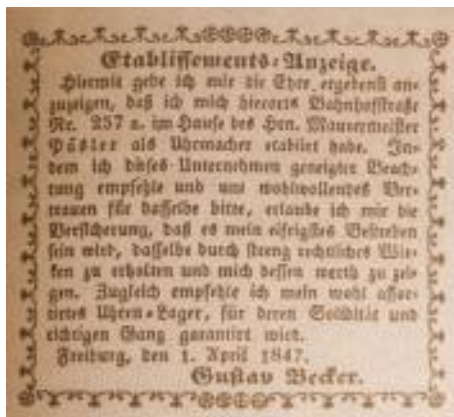 Etablissements-Anzeige.
Hiermit gebe ich mir die Ehre, ergebenst an-
zuzeigen, daß ich mich hierorts Bahnhofstraße
Nr. 257 a. im Hause des Hrn. Maurermeister
Päßler als Uhrmacher etablirt habe. In-
dem ich dieses Unternehmen geneigter Beach-
tung empfehle und um wohlwollendes Ver-
trauen für dasselbe bitte, erlaube ich mir die
Versicherung, daß es mein eifrigstes Bestreben
sein wird, dasselbe durch streng rechtliches Wir-
ken zu erhalten und mich dessen werth zu zei-
gen. Zugleich empfehle ich mein wohl assor-
tirtes Uhren-Lager, für deren Solidität und
richtigen Gang garantirt wird.
Freiburg, den 1. April 1847.
Gustav Becker.